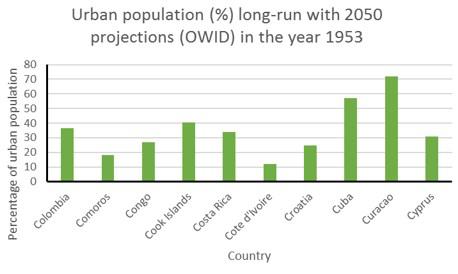 Urban population (%) long-run with 2050
projections (OWID) in the year 1953
Percentage of urban population
80
70
60
50
40
30
20
10
0
Colombia
Comoros
Congo
Cook Islands
Costa Rica
Cote d'Ivoire
Croatia
Cuba
Curacao
Cyprus
Country